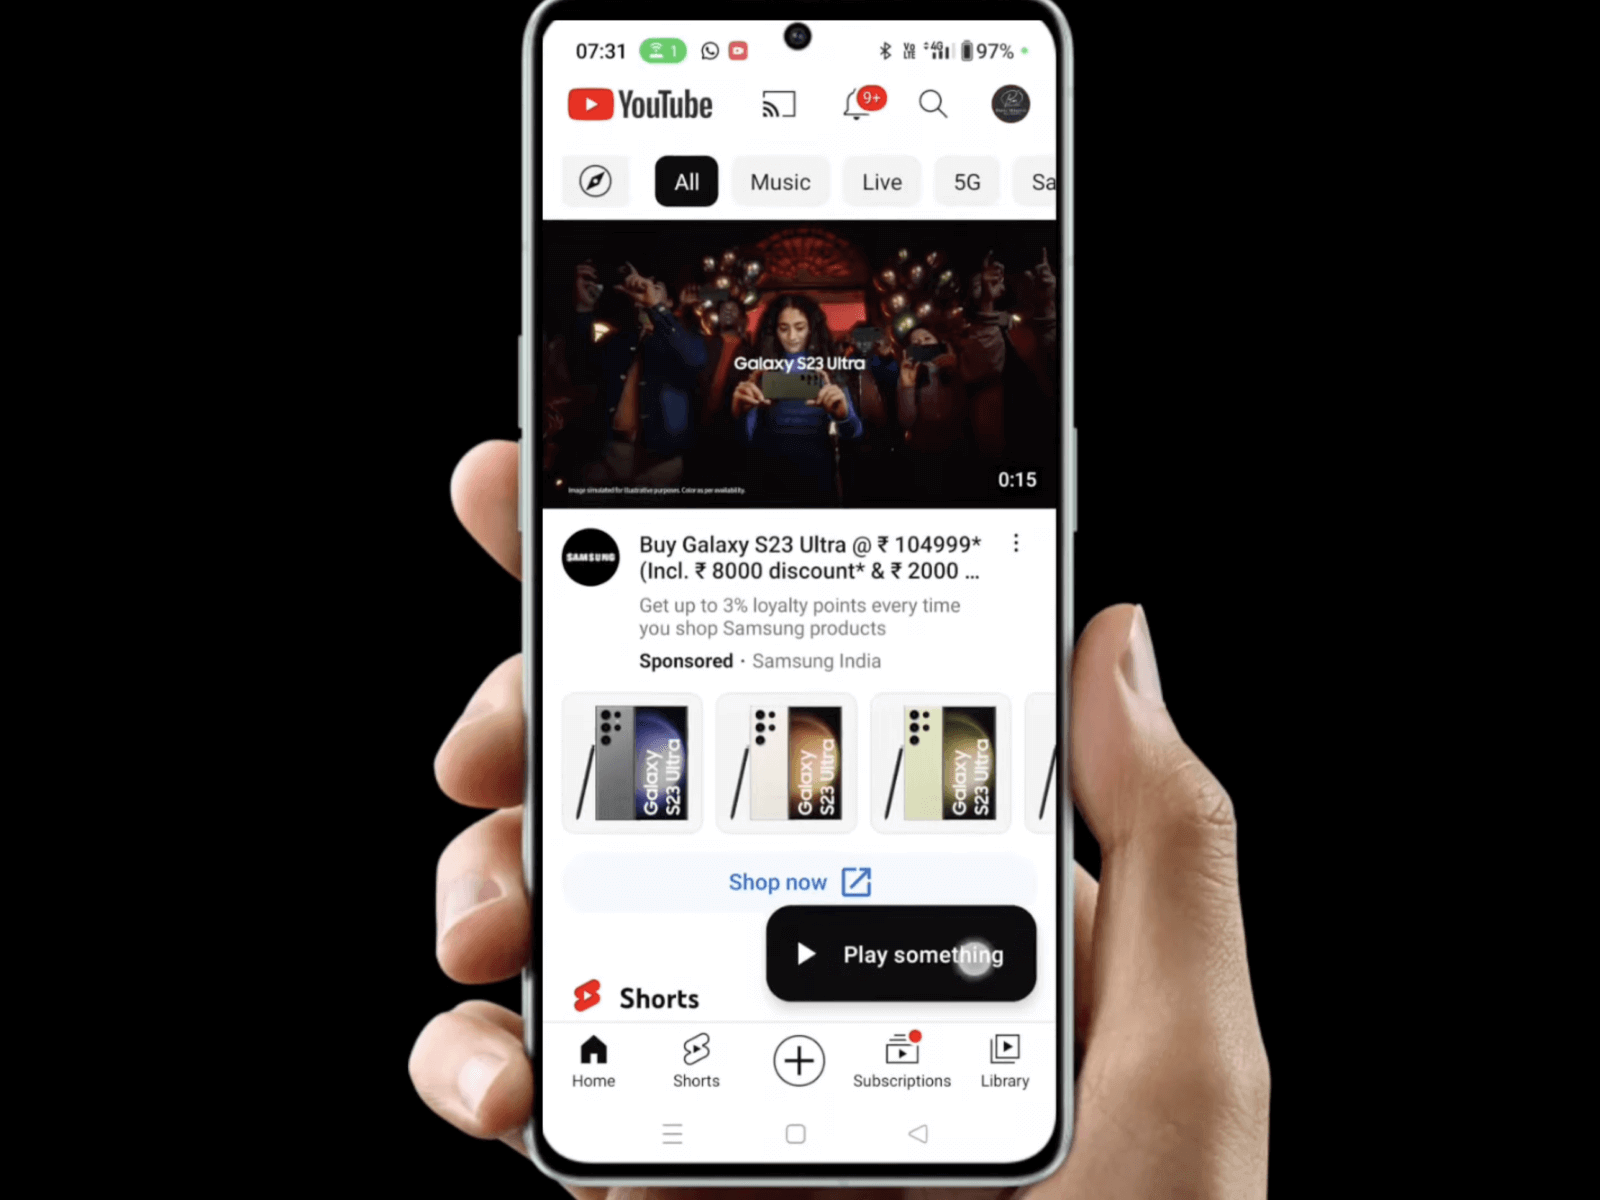 07:31 1 97%
VoLTE 4G
YouTube
9+
All Music Live 5G Sa
Galaxy S23 Ultra
Image simulated for illustrative purposes. Color as per availability.
0:15
SAMSUNG
Buy Galaxy S23 Ultra @ ₹ 104999*
(Incl. ₹ 8000 discount* & ₹ 2000 ...
Get up to 3% loyalty points every time
you shop Samsung products
Sponsored · Samsung India
Galaxy
S23 Ultra
Galaxy
S23 Ultra
Galaxy
S23 Ultra
Shop now
Play something
Shorts
Home Shorts Subscriptions Library